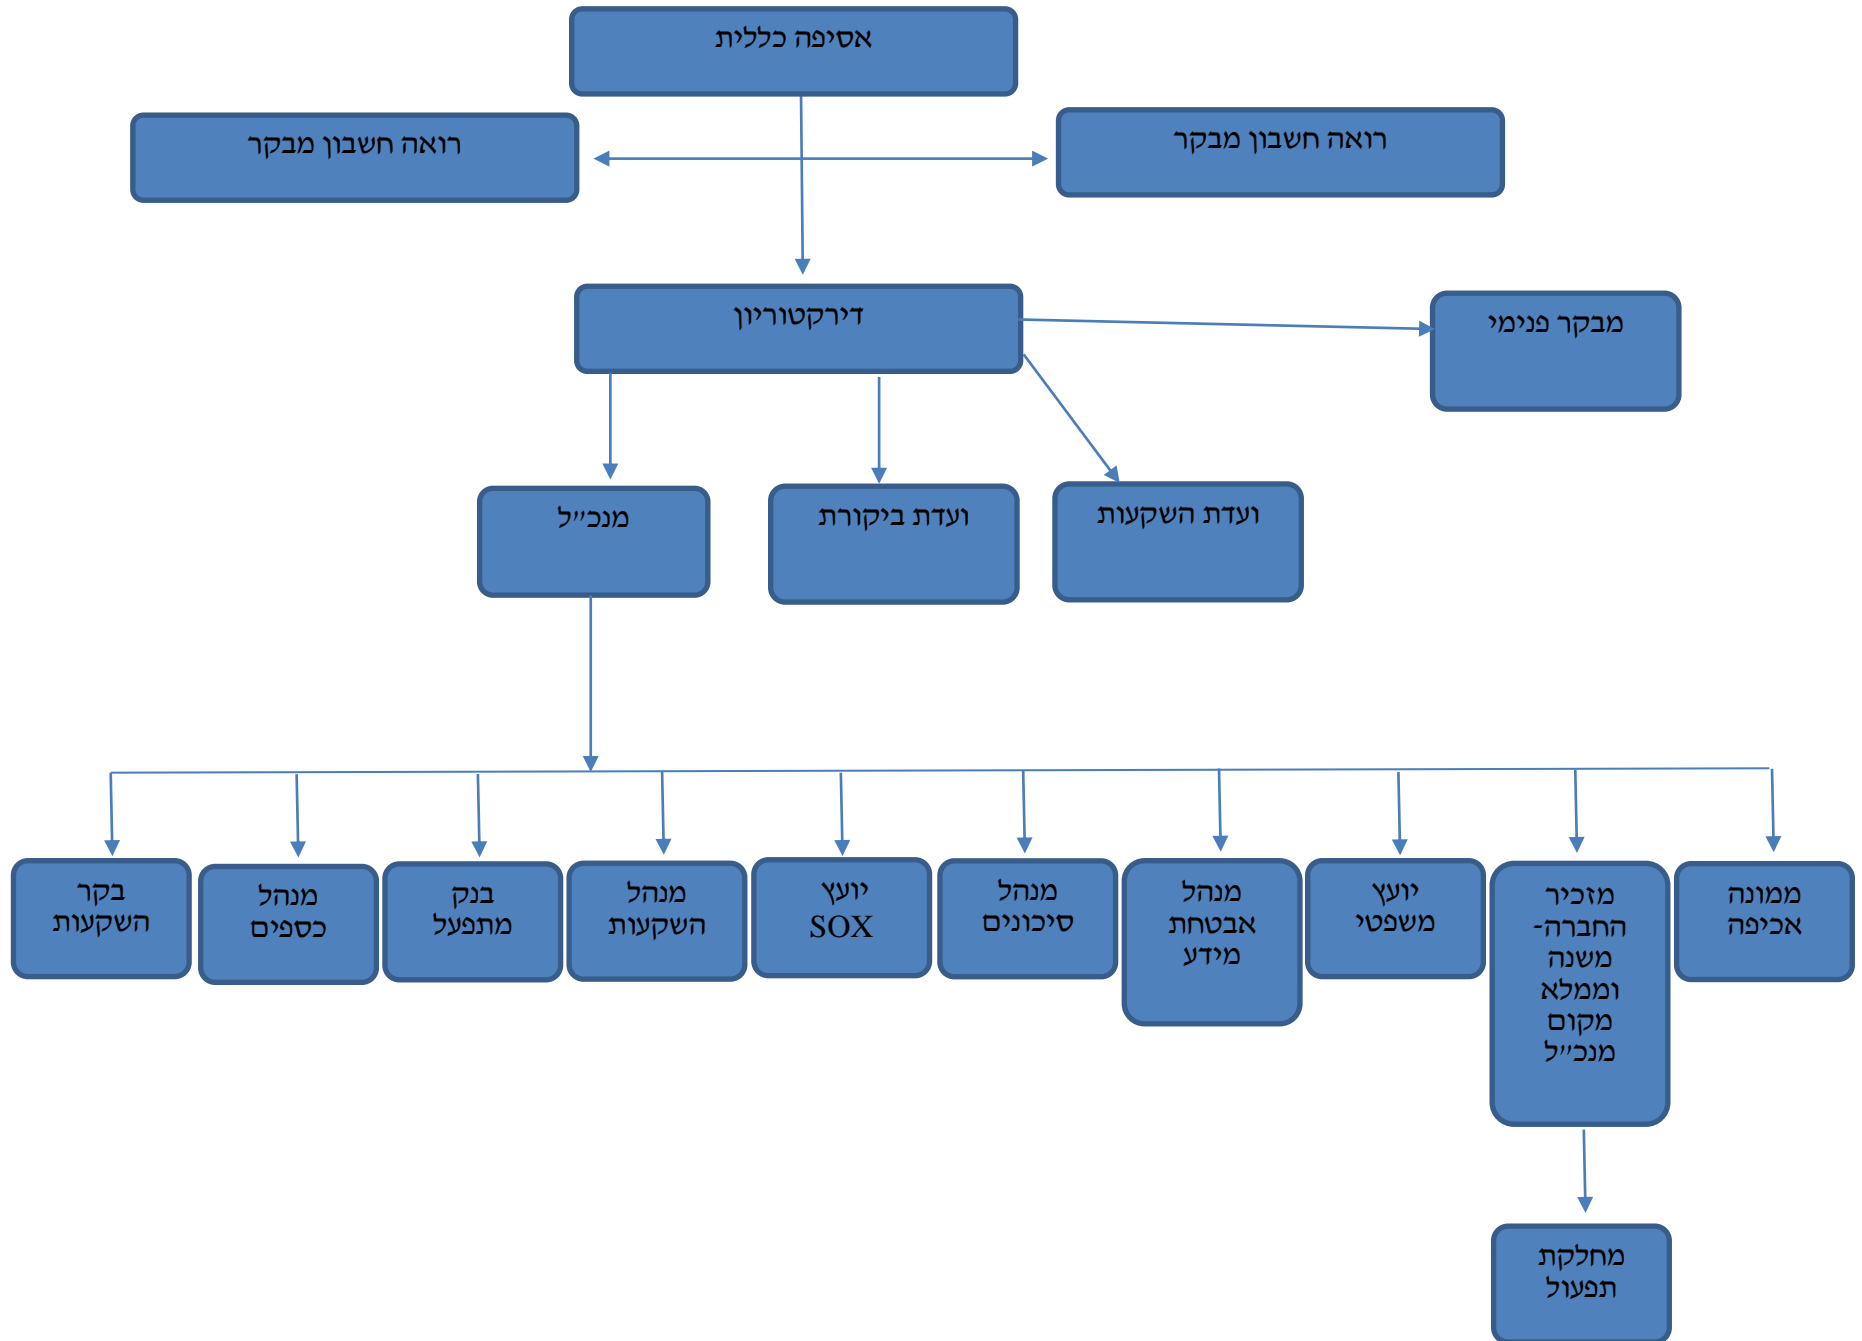 אסיפה כללית
רואה חשבון מבקר
רואה חשבון מבקר
דירקטוריון
מבקר פנימי
ועדת השקעות
ועדת ביקורת
מנכ"ל
ממונה
אכיפה
מזכיר
החברה-
משנה
וממלא
מקום
מנכ"ל
יועץ
משפטי
מנהל
אבטחת
מידע
מנהל
סיכונים
יועץ
SOX
מנהל
השקעות
בנק
מתפעל
מנהל
כספים
בקר
השקעות
מחלקת
תפעול